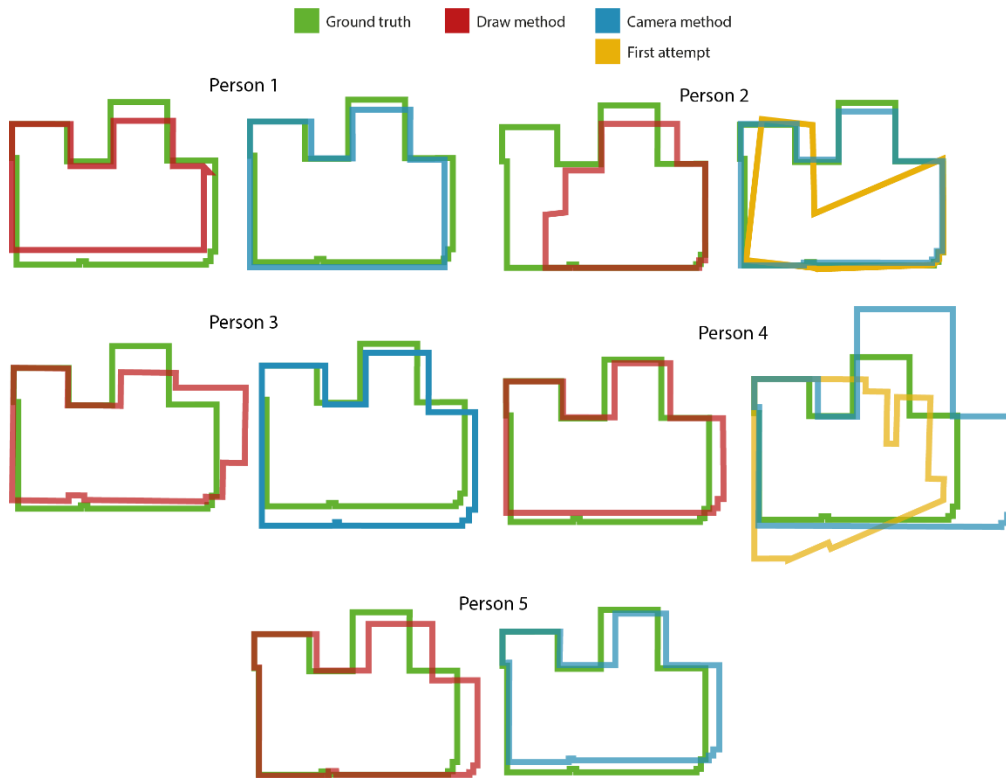 Ground truth
Draw method
Camera method
First attempt
Person 1
Person 2
Person 3
Person 4
Person 5